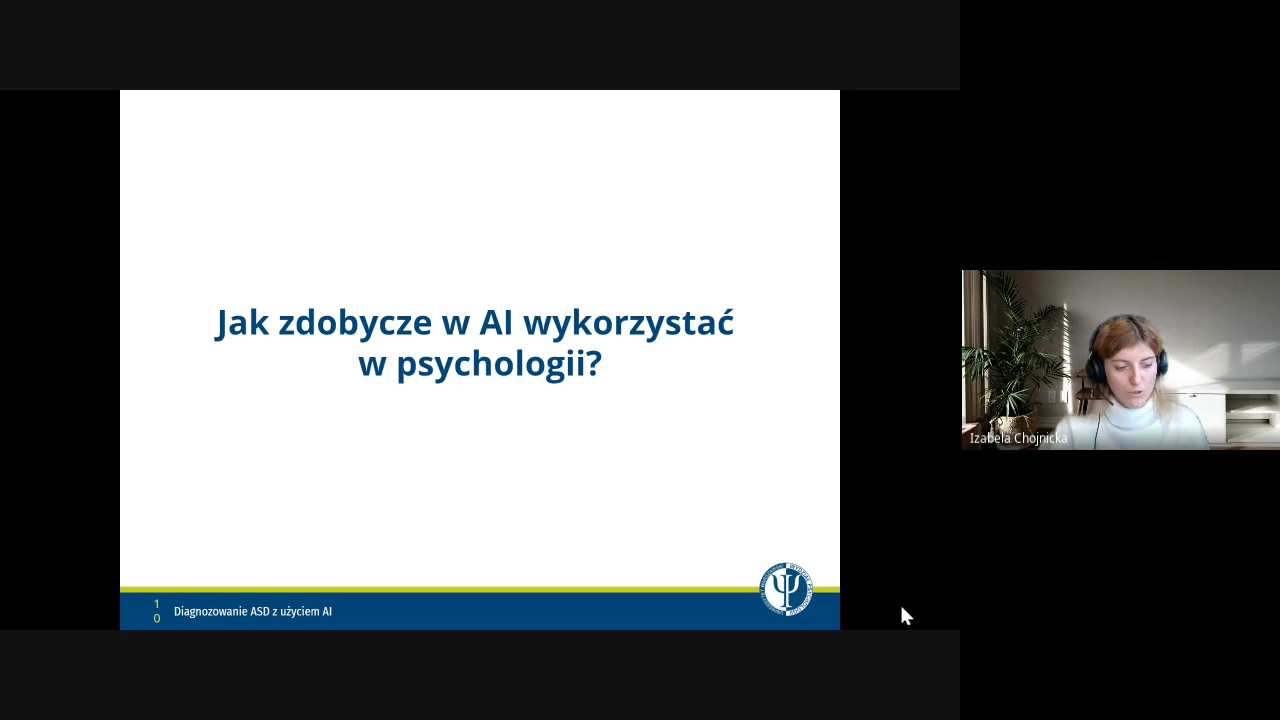 Jak zdobycze w AI wykorzystać
w psychologii?
Izabela Chojnicka
1
0
Diagnozowanie ASD z użyciem AI